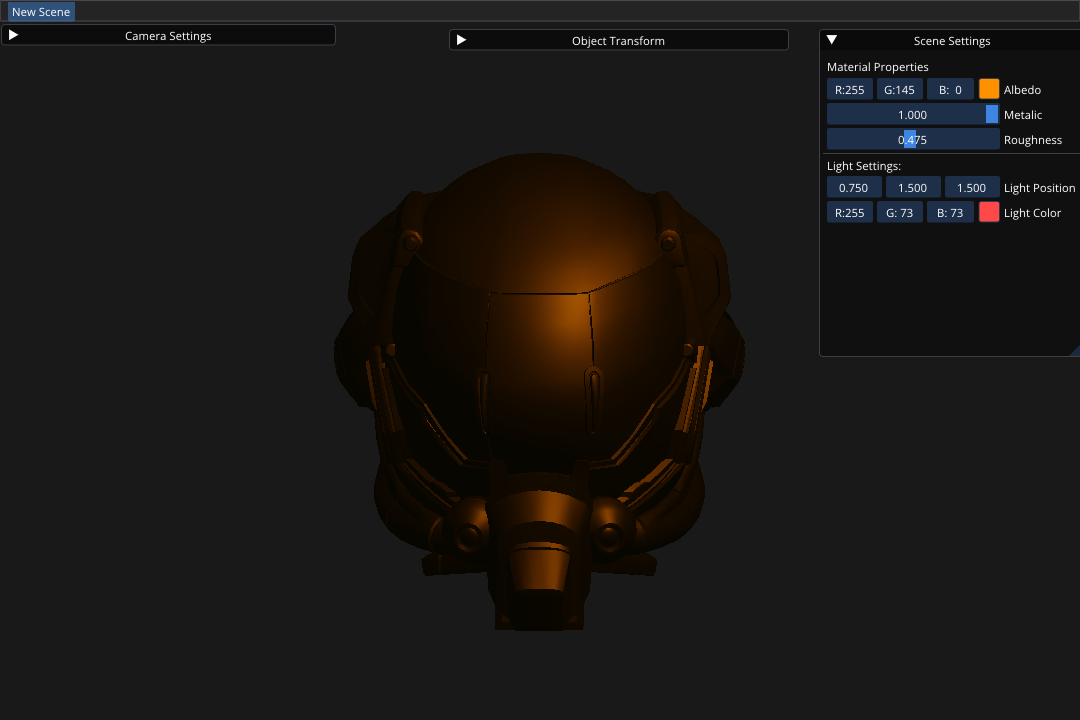 New Scene
Camera Settings
Object Transform
Scene Settings
Material Properties
R:255 G:145 B: 0 Albedo
1.000 Metalic
0.475 Roughness
Light Settings:
0.750 1.500 1.500 Light Position
R:255 G: 73 B: 73 Light Color